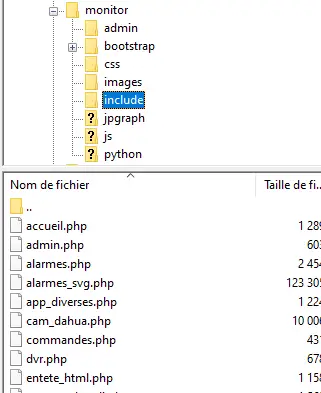 monitor
admin
bootstrap
css
images
include
jpgraph
js
python
Nom de fichier Taille de fi...
..
accueil.php 1 289
admin.php 603
alarmes.php 2 454
alarmes_svg.php 123 305
app_diverses.php 1 224
cam_dahua.php 10 006
commandes.php 431
dvr.php 678
entete_html.php 1 158